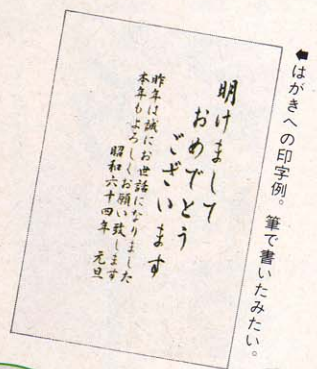 はがきへの印字例。筆で書いたみたい。
明けまして
おめでとう
ございます
昨年は誠にお世話になりました
本年もよろしくお願い致します
昭和六十四年 元旦